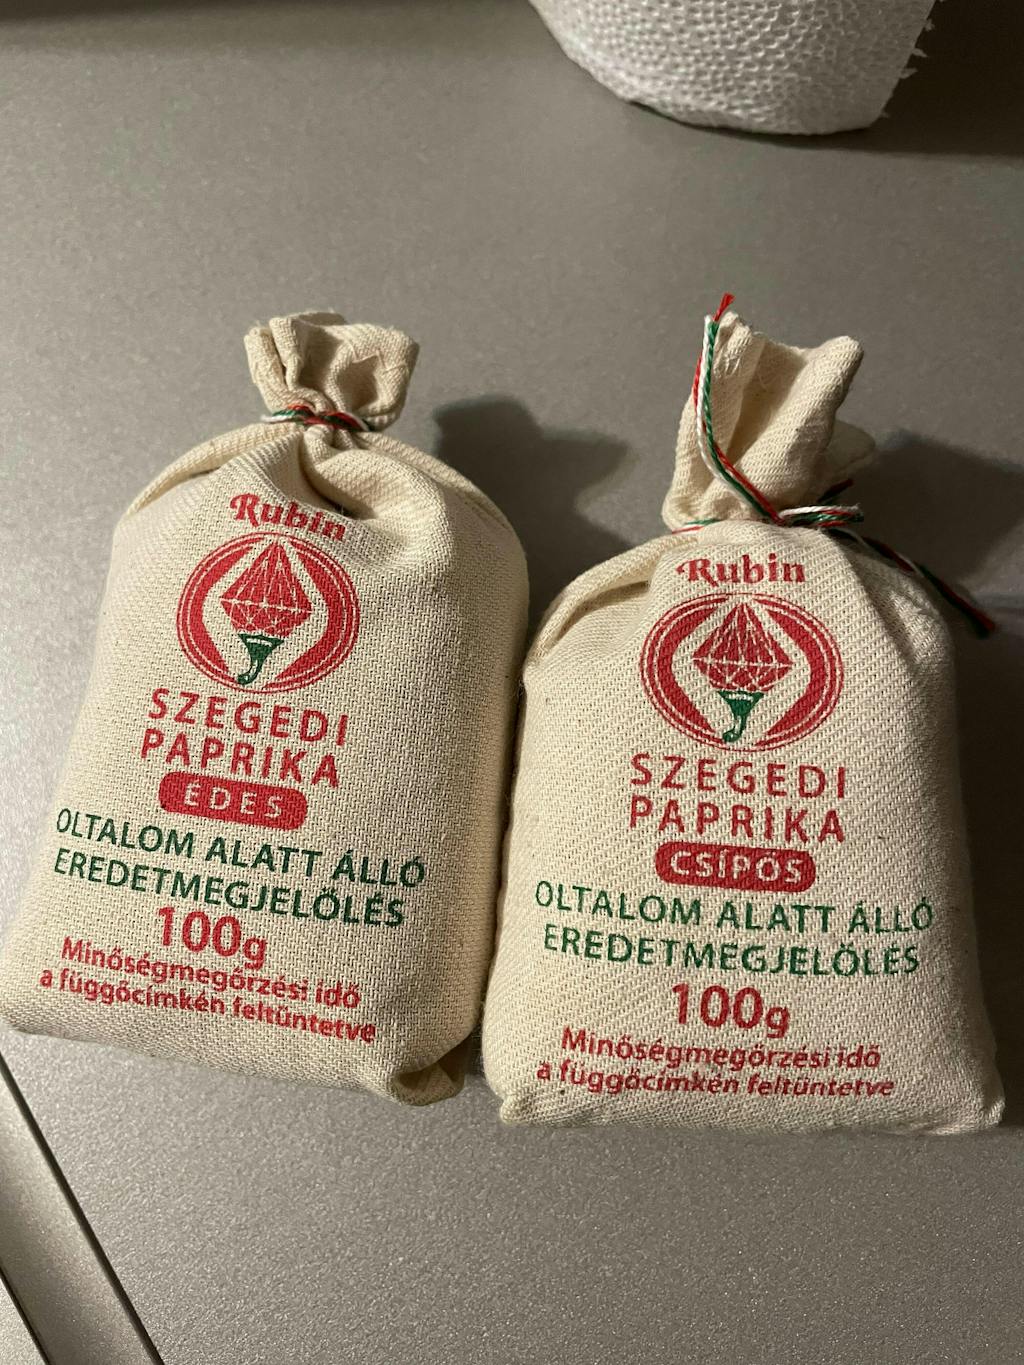 Rubin
SZEGEDI
PAPRIKA
ÉDES
OLTALOM ALATT ÁLLÓ
EREDETMEGJELÖLÉS
100g
Minőségmegőrzési idő
a függőcímkén feltüntetve
Rubin
SZEGEDI
PAPRIKA
CSÍPŐS
OLTALOM ALATT ÁLLÓ
EREDETMEGJELÖLÉS
100g
Minőségmegőrzési idő
a függőcímkén feltüntetve